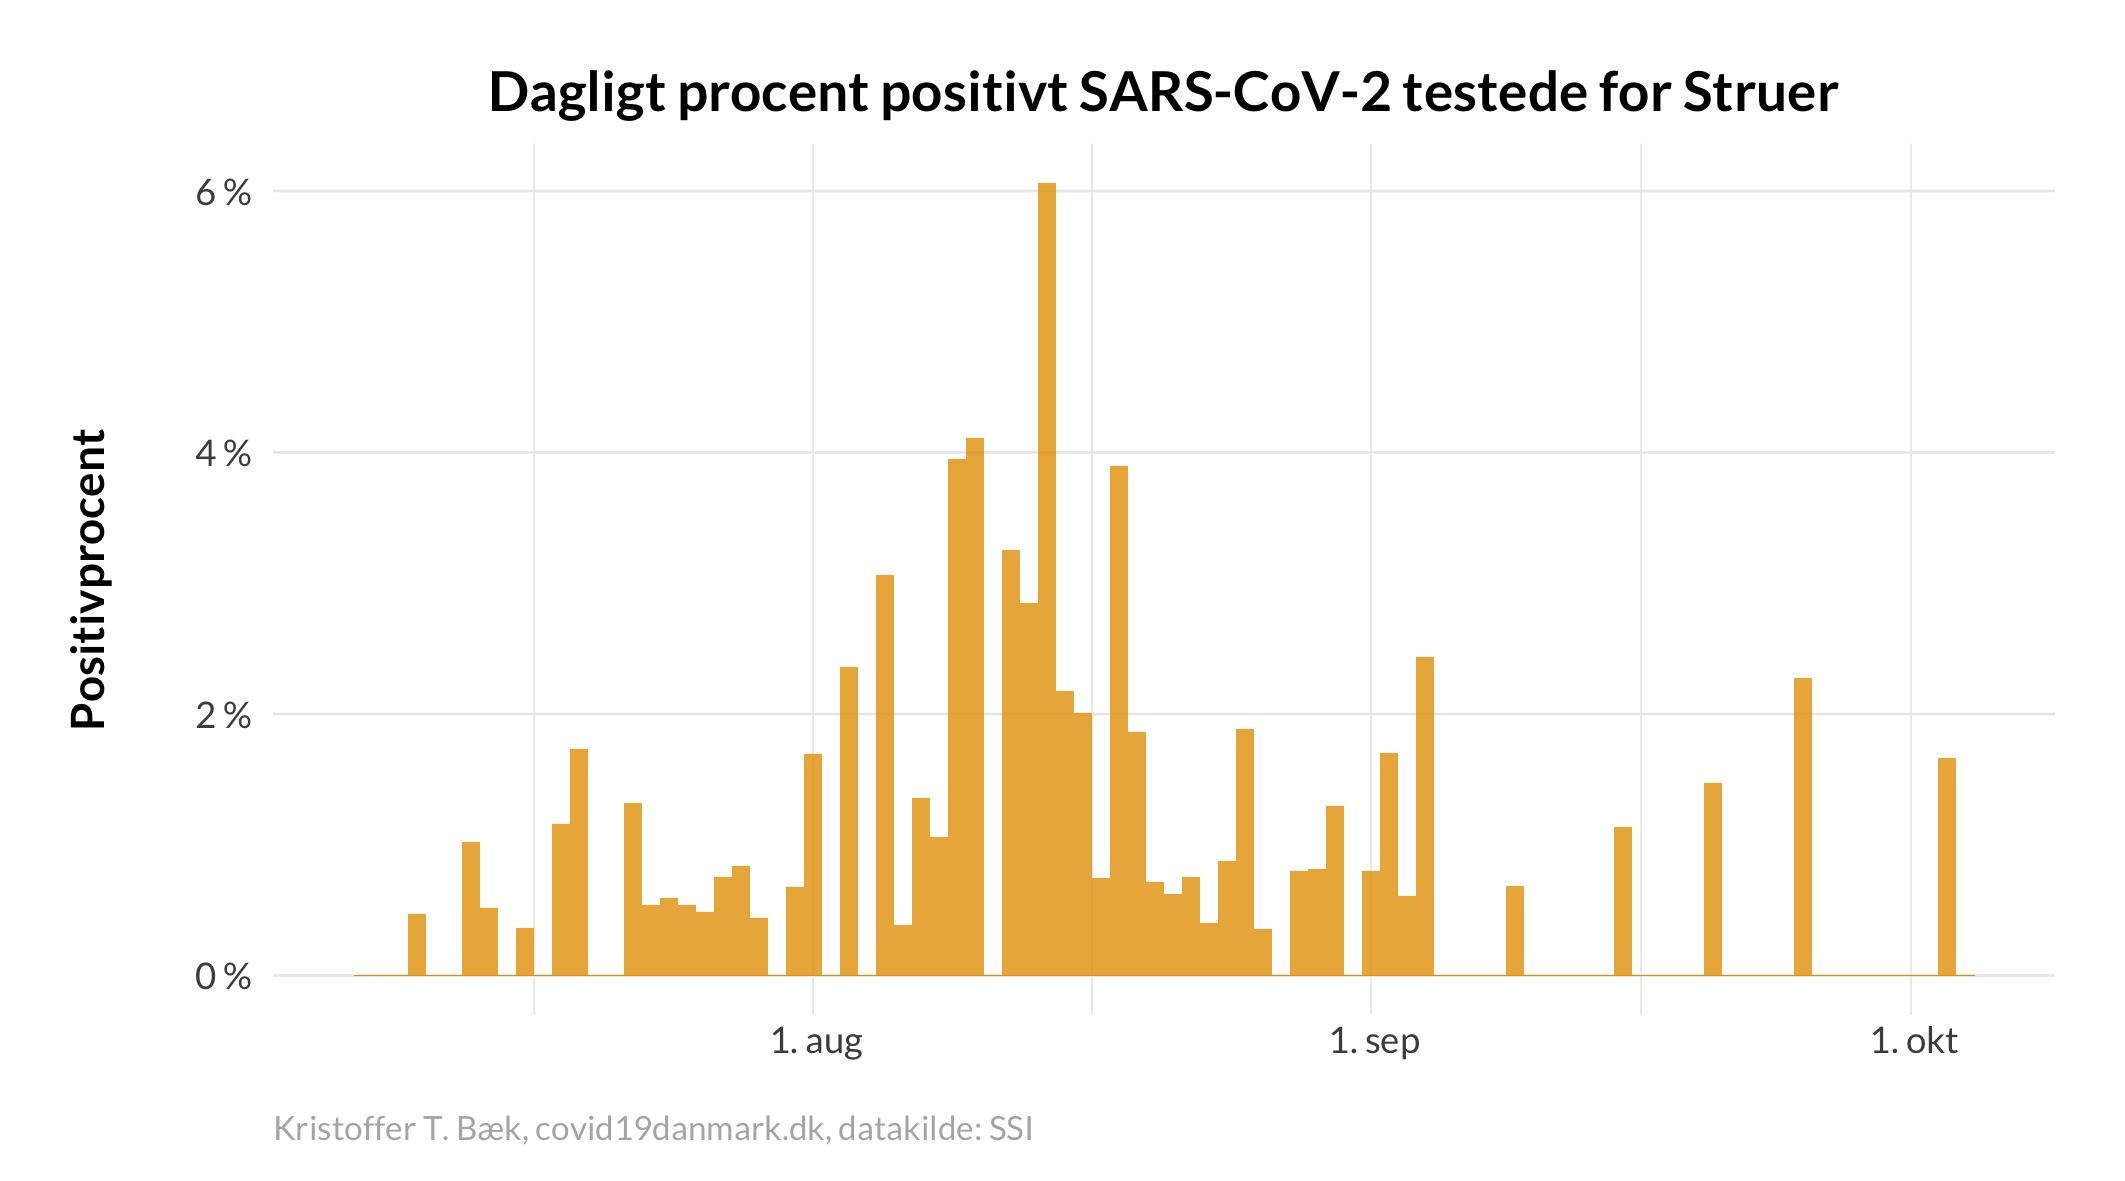 Dagligt procent positivt SARS-CoV-2 testede for Struer
Positivprocent
6 %
4 %
2 %
0 %
1. aug
1. sep
1. okt
Kristoffer T. Bæk, covid19danmark.dk, datakilde: SSI